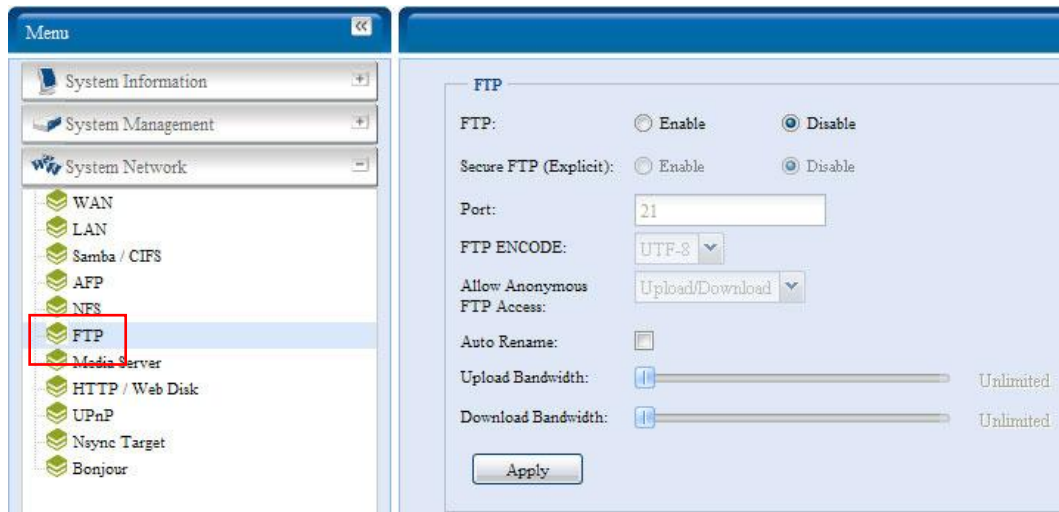 Menu
System Information
System Management
System Network
WAN
LAN
Samba / CIFS
AFP
NFS
FTP
Media Server
HTTP / Web Disk
UPnP
Nsync Target
Bonjour
FTP
FTP: Enable Disable
Secure FTP (Explicit): Enable Disable
Port: 21
FTP ENCODE: UTF-8
Allow Anonymous
FTP Access: Upload/Download
Auto Rename:
Upload Bandwidth: Unlimited
Download Bandwidth: Unlimited
Apply